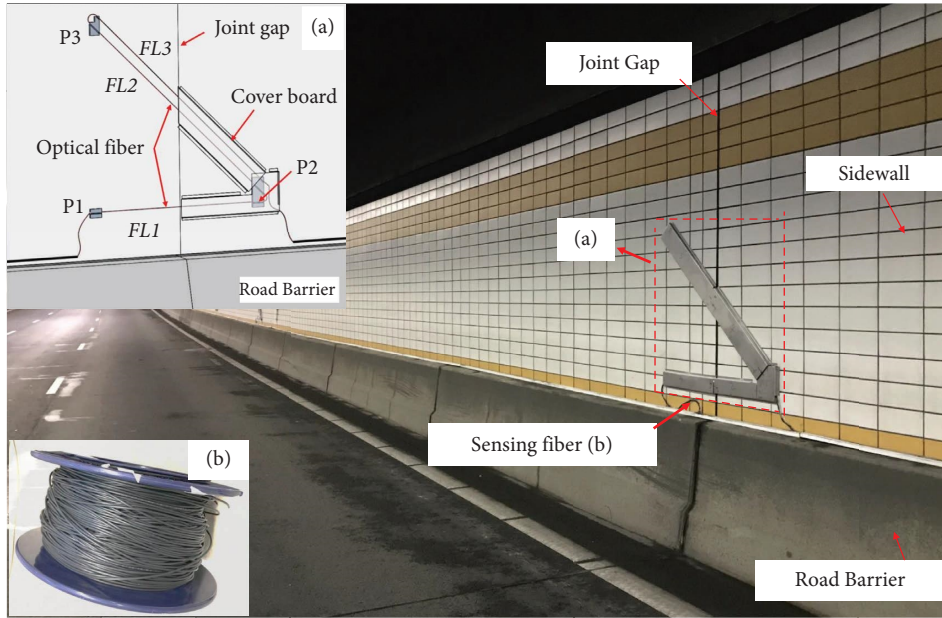 Joint gap
(a)
P3
FL3
FL2
Cover board
Optical fiber
P2
P1
FL1
Road Barrier
Joint Gap
Sidewall
(a)
Sensing fiber (b)
(b)
Road Barrier